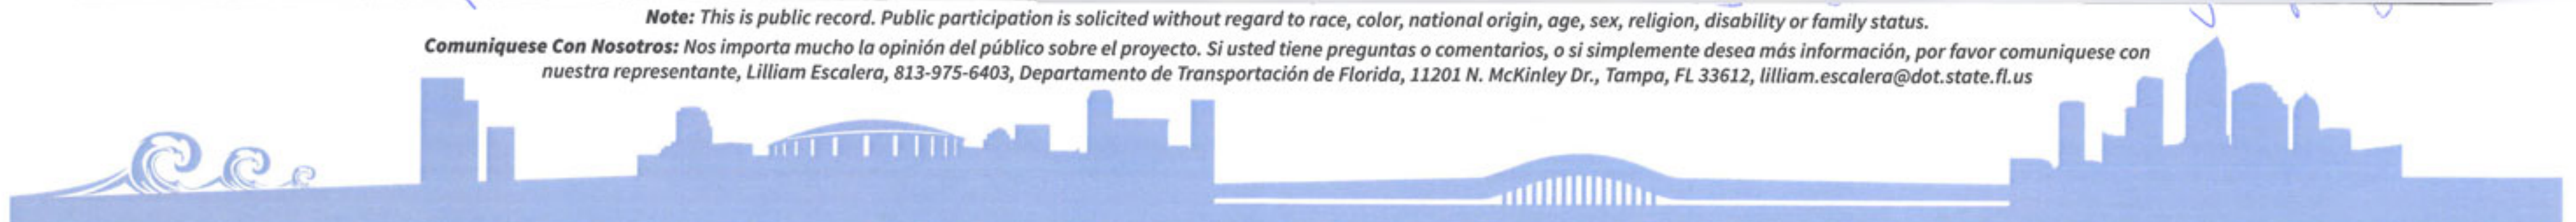 Note: This is public record. Public participation is solicited without regard to race, color, national origin, age, sex, religion, disability or family status.
Comuniquese Con Nosotros: Nos importa mucho la opinión del público sobre el proyecto. Si usted tiene preguntas o comentarios, o si simplemente desea más información, por favor comuniquese con
nuestra representante, Lilliam Escalera, 813-975-6403, Departamento de Transportación de Florida, 11201 N. McKinley Dr., Tampa, FL 33612, lilliam.escalera@dot.state.fl.us